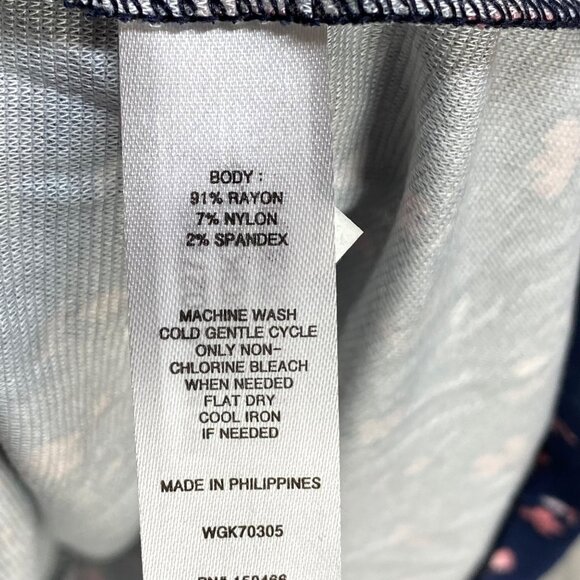 BODY :
91% RAYON
7% NYLON
2% SPANDEX
MACHINE WASH
COLD GENTLE CYCLE
ONLY NON-
CHLORINE BLEACH
WHEN NEEDED
FLAT DRY
COOL IRON
IF NEEDED
MADE IN PHILIPPINES
WGK70305